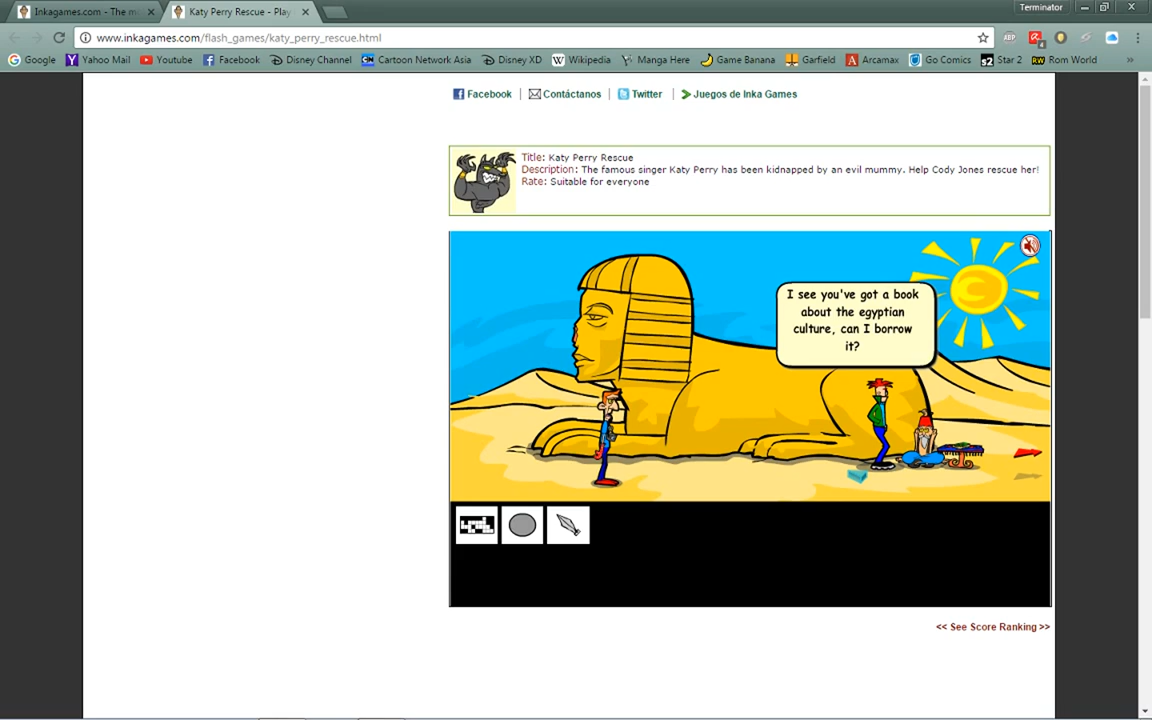 Terminator
Inkagames.com - The m
Katy Perry Rescue - Play
www.inkagames.com/flash_games/katy_perry_rescue.html
Google Yahoo Mail Youtube Facebook Disney Channel Cartoon Network Asia Disney XD Wikipedia Manga Here Game Banana Garfield Arcamax Go Comics Star 2 Rom World »
Facebook | Contáctanos | Twitter | Juegos de Inka Games
Title: Katy Perry Rescue
Description: The famous singer Katy Perry has been kidnapped by an evil mummy. Help Cody Jones rescue her!
Rate: Suitable for everyone
I see you've got a book
about the egyptian
culture, can I borrow
it?
<< See Score Ranking >>